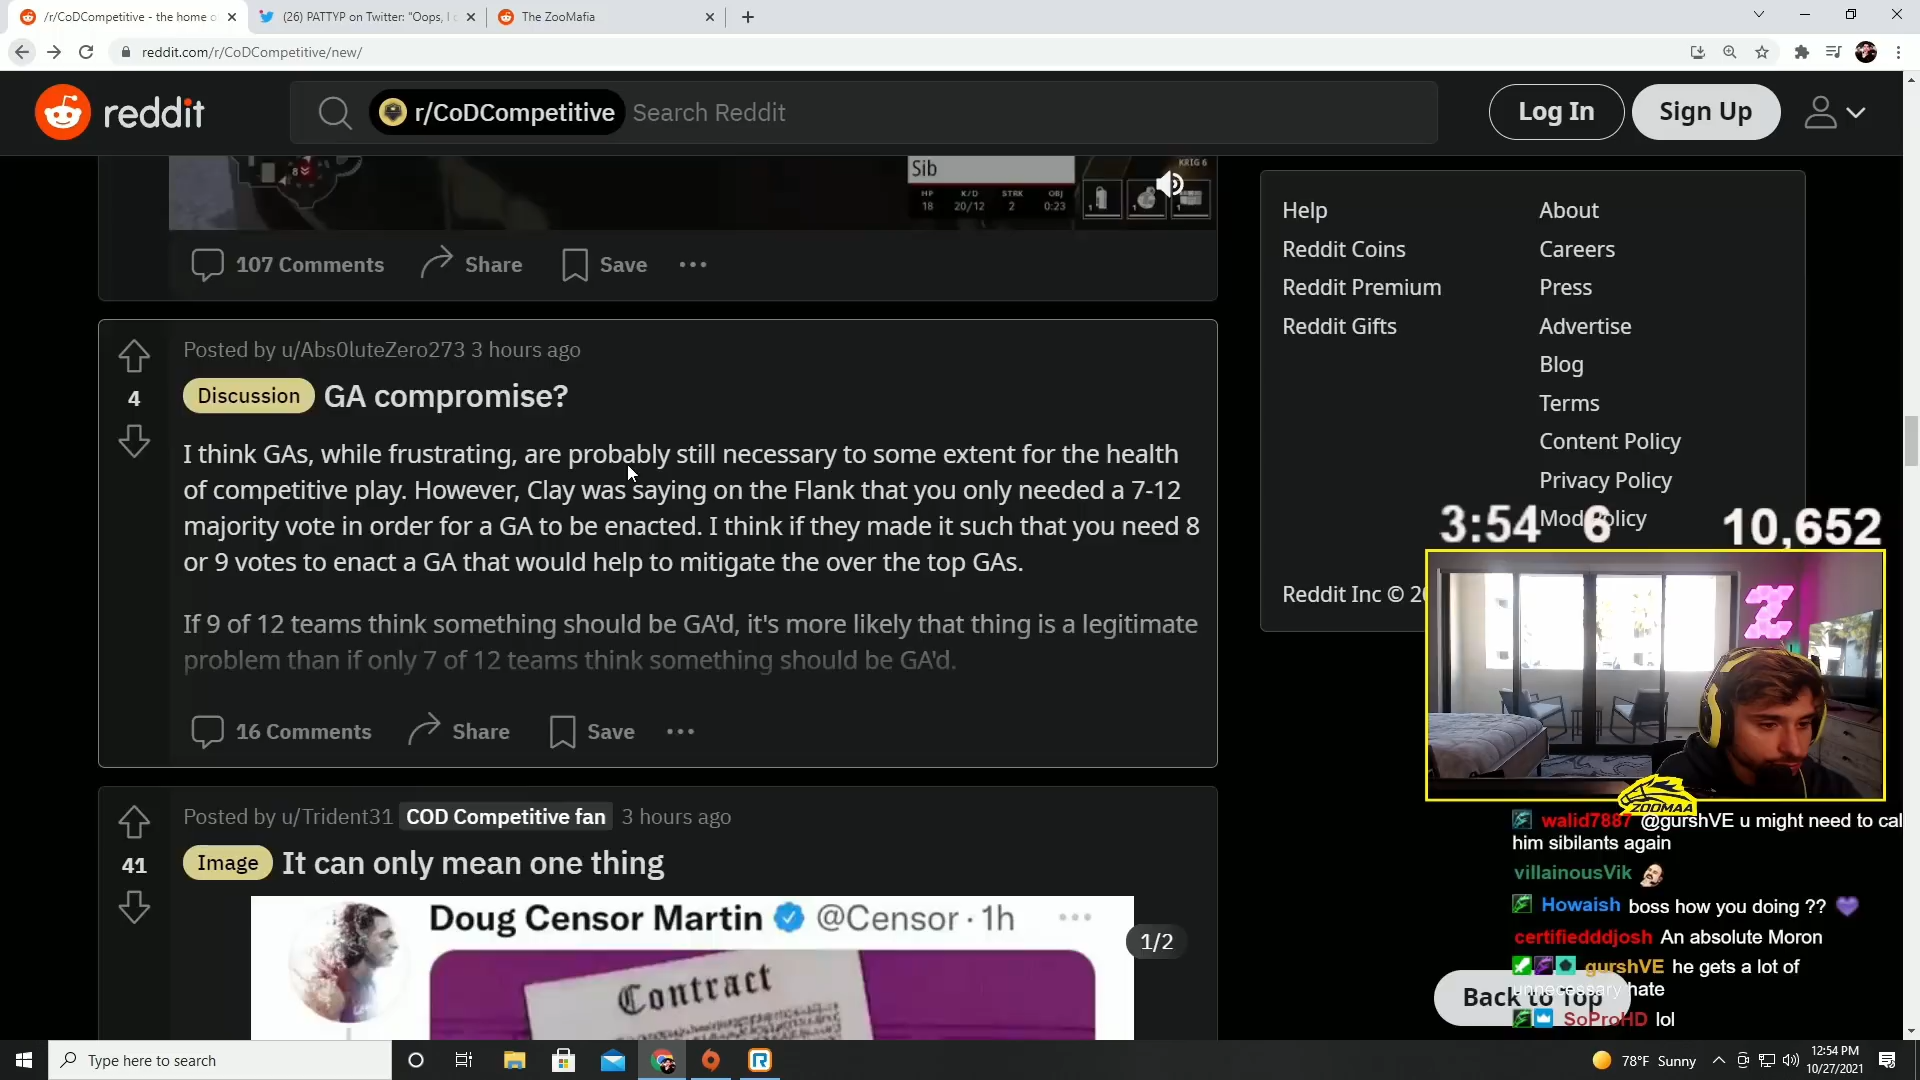 /r/CoDCompetitive - the home o
(26) PATTYP on Twitter: "Oops, I
The ZooMafia
reddit.com/r/CoDCompetitive/new/
reddit
r/CoDCompetitive
Search Reddit
Log In
Sign Up
Sib
KRIG 6
HP K/D STRK OBJ
18 20/12 2 0:23
107 Comments
Share
Save
Help
About
Reddit Coins
Careers
Reddit Premium
Press
Reddit Gifts
Advertise
Blog
Terms
Content Policy
Privacy Policy
Mod Policy
Reddit Inc © 20
Posted by u/Abs0luteZero273 3 hours ago
4
Discussion
GA compromise?
I think GAs, while frustrating, are probably still necessary to some extent for the health
of competitive play. However, Clay was saying on the Flank that you only needed a 7-12
majority vote in order for a GA to be enacted. I think if they made it such that you need 8
or 9 votes to enact a GA that would help to mitigate the over the top GAs.
If 9 of 12 teams think something should be GA'd, it's more likely that thing is a legitimate
problem than if only 7 of 12 teams think something should be GA'd.
16 Comments
Share
Save
3:54
6
10,652
Z
ZOOMAA
Posted by u/Trident31
COD Competitive fan
3 hours ago
41
Image
It can only mean one thing
Doug Censor Martin
@Censor · 1h
1/2
Contract
walid7887 @gurshVE u might need to cal
him sibilants again
villainousVik
Howaish boss how you doing ??
certifiedddjosh An absolute Moron
gurshVE he gets a lot of
unnecessary hate
SoProHD lol
Back to Top
Type here to search
78°F Sunny
12:54 PM
10/27/2021